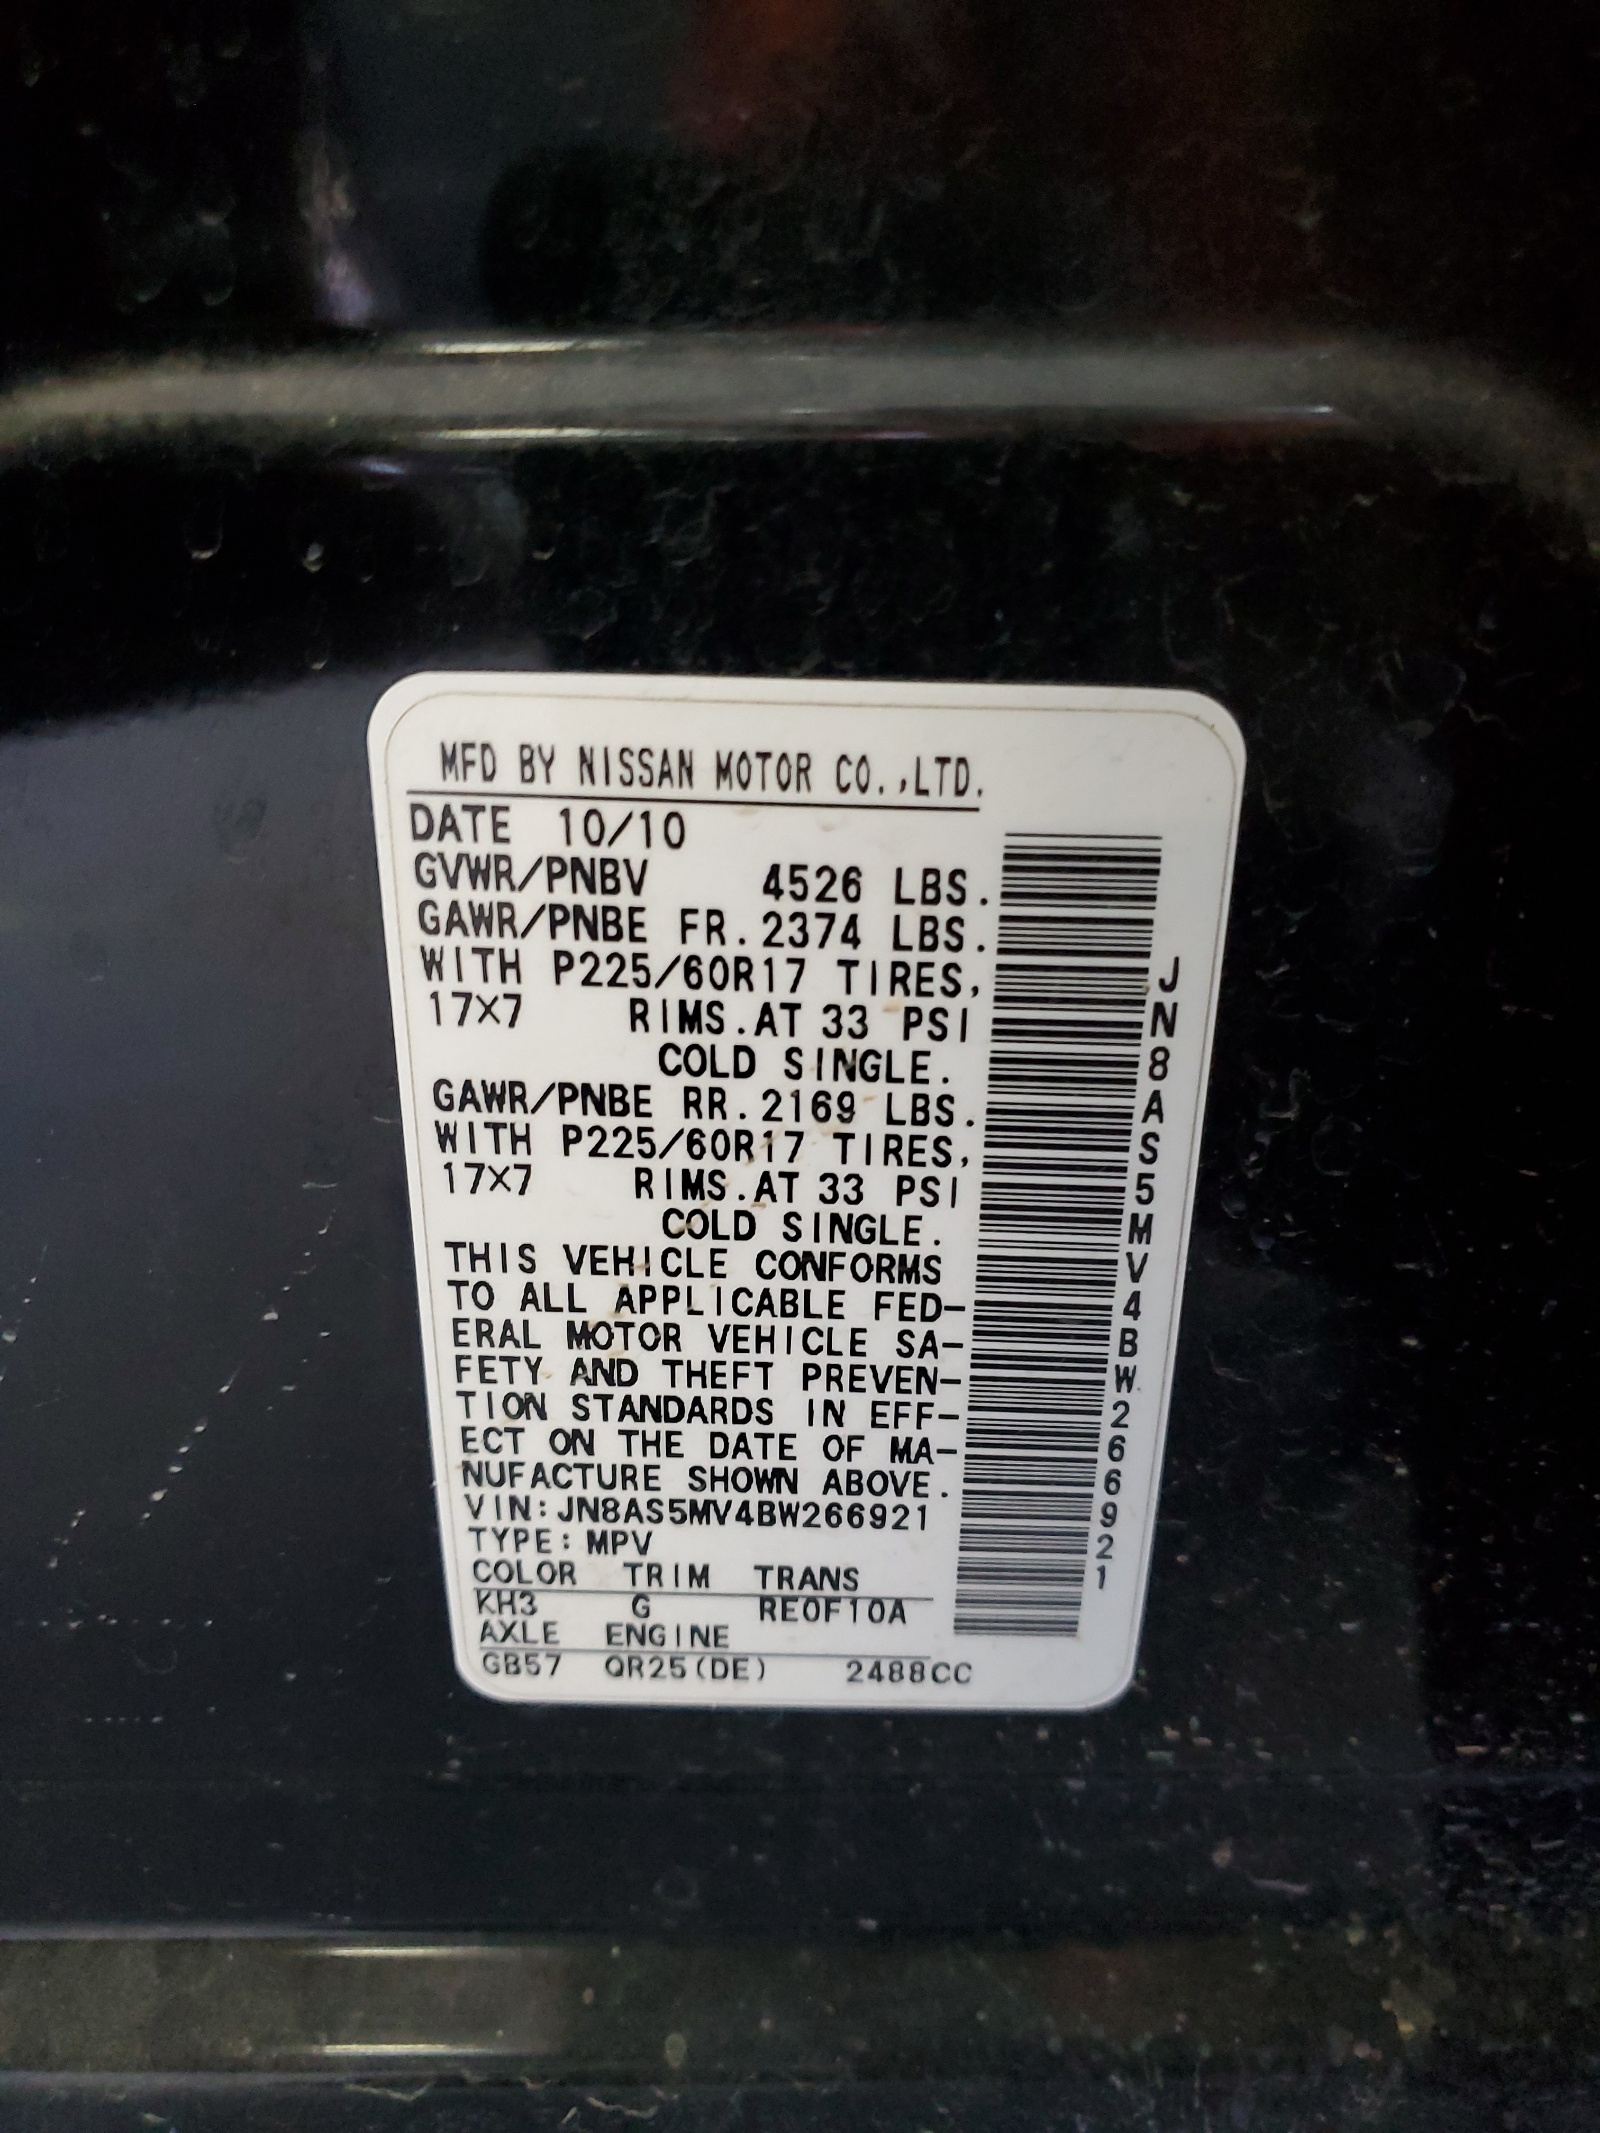 MFD BY NISSAN MOTOR CO.,LTD.
DATE 10/10
GVWR/PNBV 4526 LBS.
GAWR/PNBE FR. 2374 LBS.
WITH P225/60R17 TIRES,
17X7 RIMS.AT 33 PSI
COLD SINGLE.
GAWR/PNBE RR. 2169 LBS.
WITH P225/60R17 TIRES,
17X7 RIMS.AT 33 PSI
COLD SINGLE.
THIS VEHICLE CONFORMS
TO ALL APPLICABLE FED-
ERAL MOTOR VEHICLE SA-
FETY AND THEFT PREVEN-
TION STANDARDS IN EFF-
ECT ON THE DATE OF MA-
NUFACTURE SHOWN ABOVE.
VIN:JN8AS5MV4BW266921
TYPE:MPV
COLOR TRIM TRANS
KH3 G RE0F10A
AXLE ENGINE
GB57 QR25(DE) 2488CC
JN8AS5MV4BW266921